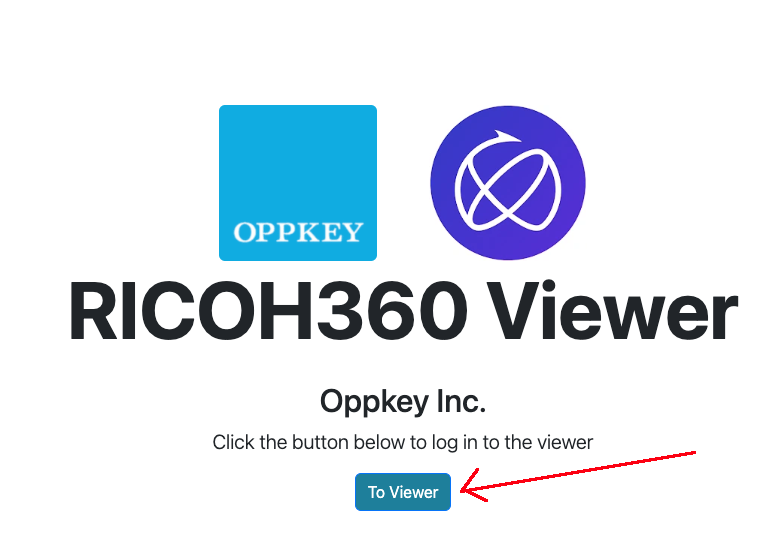 OPPKEY
RICOH360 Viewer
Oppkey Inc.
Click the button below to log in to the viewer
To Viewer